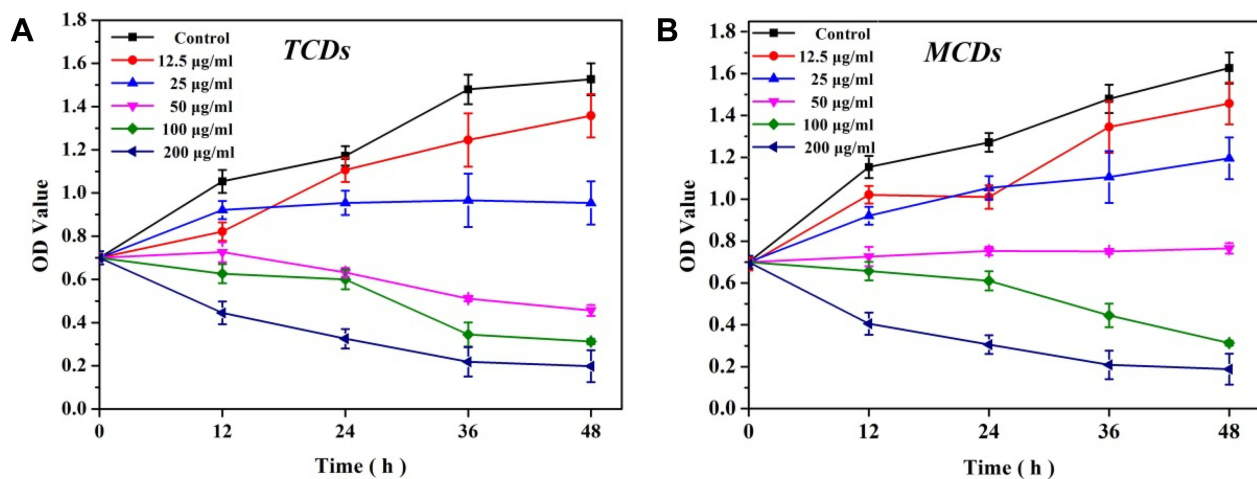 A
TCDs
Control
12.5 µg/ml
25 µg/ml
50 µg/ml
100 µg/ml
200 µg/ml
1.8
1.6
1.4
1.2
1.0
0.8
0.6
0.4
0.2
0.0
OD Value
0 12 24 36 48
Time ( h )
B
MCDs
Control
12.5 µg/ml
25 µg/ml
50 µg/ml
100 µg/ml
200 µg/ml
1.8
1.6
1.4
1.2
1.0
0.8
0.6
0.4
0.2
0.0
OD Value
0 12 24 36 48
Time ( h )